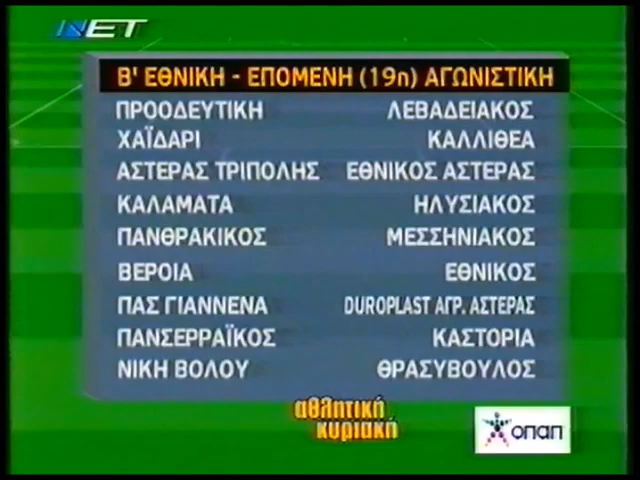 NET
Β' ΕΘΝΙΚΗ - ΕΠΟΜΕΝΗ (19η) ΑΓΩΝΙΣΤΙΚΗ
ΠΡΟΟΔΕΥΤΙΚΗ ΛΕΒΑΔΕΙΑΚΟΣ
ΧΑΪΔΑΡΙ ΚΑΛΛΙΘΕΑ
ΑΣΤΕΡΑΣ ΤΡΙΠΟΛΗΣ ΕΘΝΙΚΟΣ ΑΣΤΕΡΑΣ
ΚΑΛΑΜΑΤΑ ΗΛΥΣΙΑΚΟΣ
ΠΑΝΘΡΑΚΙΚΟΣ ΜΕΣΣΗΝΙΑΚΟΣ
ΒΕΡΟΙΑ ΕΘΝΙΚΟΣ
ΠΑΣ ΓΙΑΝΝΕΝΑ DUROPLAST ΑΓΡ. ΑΣΤΕΡΑΣ
ΠΑΝΣΕΡΡΑΪΚΟΣ ΚΑΣΤΟΡΙΑ
ΝΙΚΗ ΒΟΛΟΥ ΘΡΑΣΥΒΟΥΛΟΣ
αθλητική
κυριακή
οπαπ